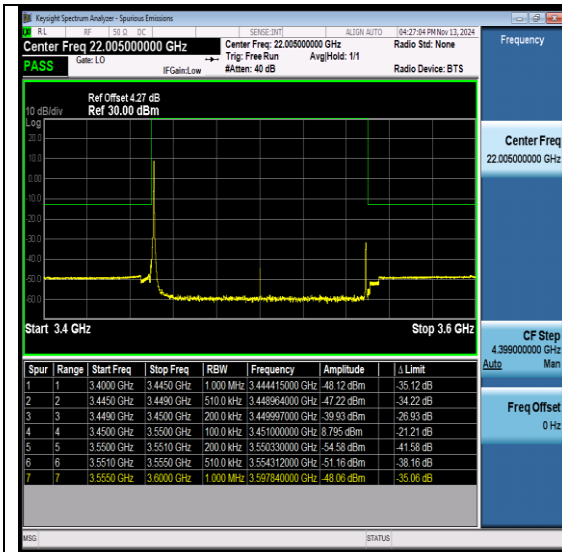 Keysight Spectrum Analyzer - Spurious Emissions
RL RF 50 Ω DC SENSE:INT ALIGN AUTO 04:27:04 PM Nov 13, 2024
Center Freq 22.005000000 GHz Center Freq: 22.005000000 GHz Radio Std: None Frequency
PASS Gate: LO Trig: Free Run Avg|Hold: 1/1
IFGain:Low #Atten: 40 dB Radio Device: BTS
Ref Offset 4.27 dB
10 dB/div Ref 30.00 dBm
Log
20.0
10.0
0.00
-10.0
-20.0
-30.0
-40.0
-50.0
-60.0
Start 3.4 GHz Stop 3.6 GHz
Center Freq
22.005000000 GHz
CF Step
4.399000000 GHz
Auto Man
Freq Offset
0 Hz
Spur Range Start Freq Stop Freq RBW Frequency Amplitude Δ Limit
1 1 3.4000 GHz 3.4450 GHz 1.000 MHz 3.444415000 GHz -48.12 dBm -35.12 dB
2 2 3.4450 GHz 3.4490 GHz 510.0 kHz 3.448964000 GHz -47.22 dBm -34.22 dB
3 3 3.4490 GHz 3.4500 GHz 200.0 kHz 3.449997000 GHz -39.93 dBm -26.93 dB
4 4 3.4500 GHz 3.5500 GHz 100.0 kHz 3.451000000 GHz 8.795 dBm -21.21 dB
5 5 3.5500 GHz 3.5510 GHz 200.0 kHz 3.550330000 GHz -54.58 dBm -41.58 dB
6 6 3.5510 GHz 3.5550 GHz 510.0 kHz 3.554312000 GHz -51.16 dBm -38.16 dB
7 7 3.5550 GHz 3.6000 GHz 1.000 MHz 3.597840000 GHz -48.06 dBm -35.06 dB
MSG STATUS